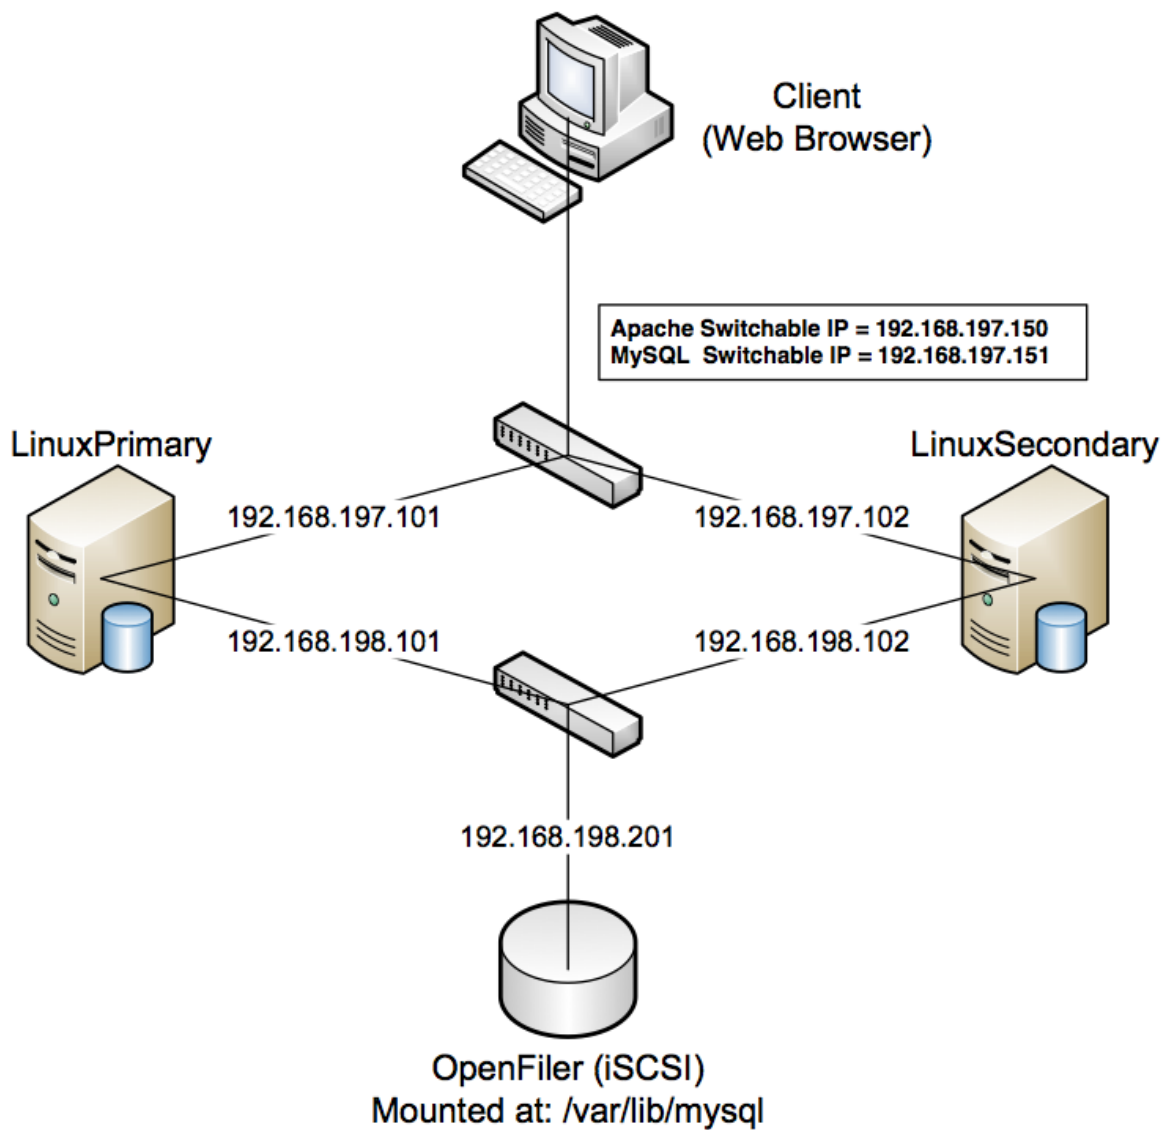 Client
(Web Browser)
Apache Switchable IP = 192.168.197.150
MySQL  Switchable IP = 192.168.197.151
LinuxPrimary
LinuxSecondary
192.168.197.101
192.168.197.102
192.168.198.101
192.168.198.102
192.168.198.201
OpenFiler (iSCSI)
Mounted at: /var/lib/mysql